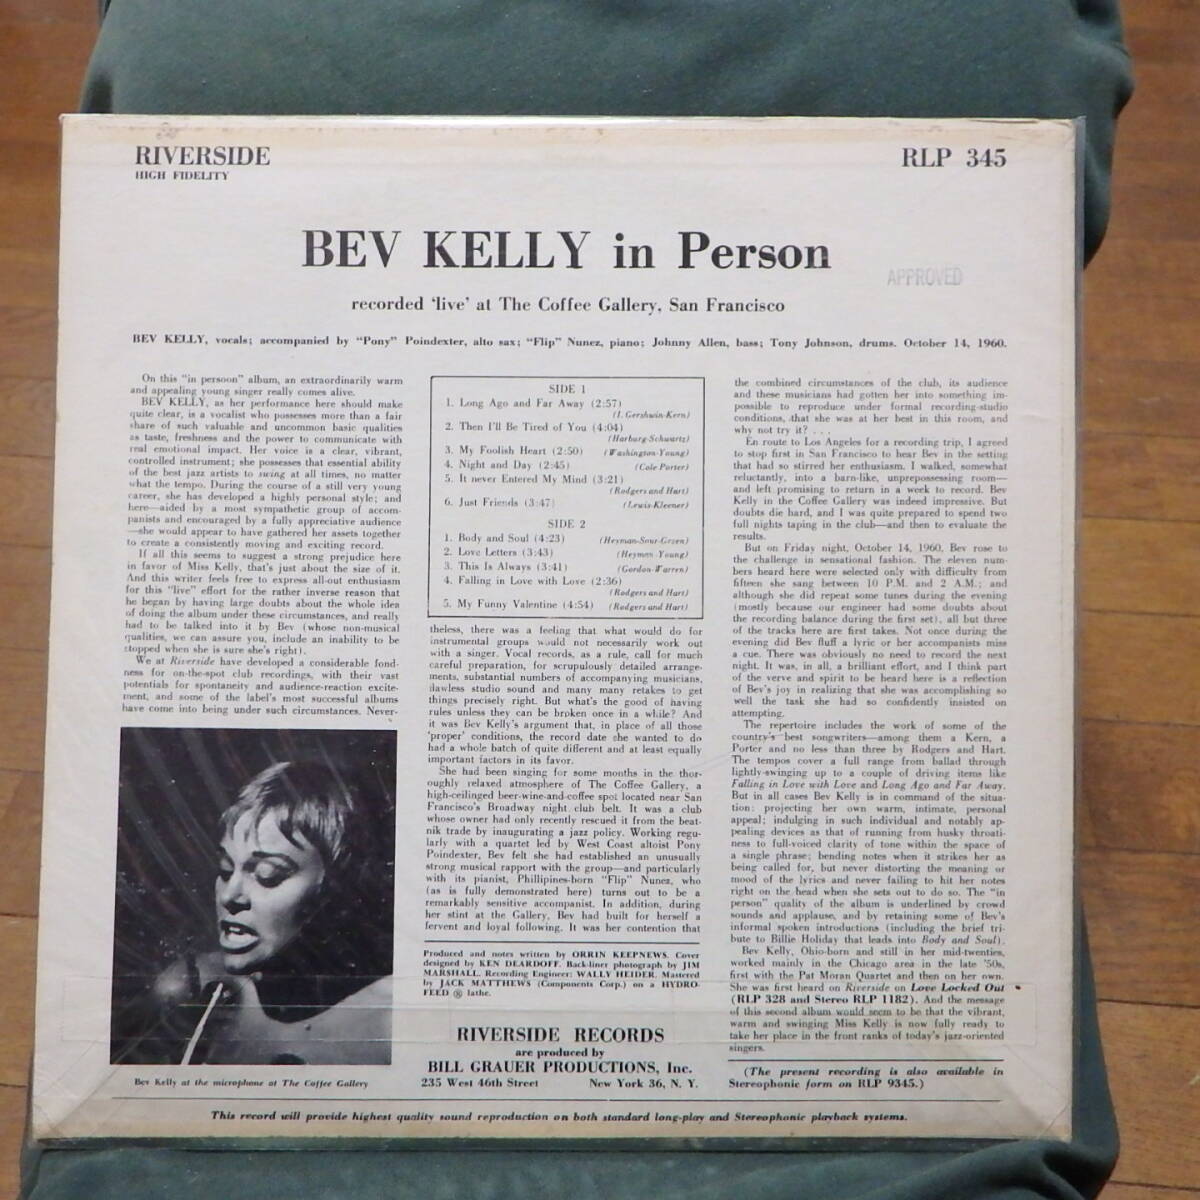 RIVERSIDE
HIGH FIDELITY
RLP 345
BEV KELLY in Person
APPROVED
recorded 'live' at The Coffee Gallery, San Francisco
BEV KELLY, vocals; accompanied by "Pony" Poindexter, alto sax; "Flip" Nunez, piano; Johnny Allen, bass; Tony Johnson, drums. October 14, 1960.
On this "in persoon" album, an extraordinarily warm
and appealing young singer really comes alive.
BEV KELLY, as her performance here should make
quite clear, is a vocalist who possesses more than a fair
share of such valuable and uncommon basic qualities
as taste, freshness and the power to communicate with
real emotional impact. Her voice is a clear, vibrant,
controlled instrument; she possesses that essential ability
of the best jazz artists to swing at all times, no matter
what the tempo. During the course of a still very young
career, she has developed a highly personal style; and
here—aided by a most sympathetic group of accom-
panists and encouraged by a fully appreciative audience
—she would appear to have gathered her assets together
to create a consistently moving and exciting record.
If all this seems to suggest a strong prejudice here
in favor of Miss Kelly, that's just about the size of it.
And this writer feels free to express all-out enthusiasm
for this "live" effort for the rather inverse reason that
he began by having large doubts about the whole idea
of doing the album under these circumstances, and really
had to be talked into it by Bev (whose non-musical
qualities, we can assure you, include an inability to be
stopped when she is sure she's right).
We at Riverside have developed a considerable fond-
ness for on-the-spot club recordings, with their vast
potentials for spontaneity and audience-reaction excite-
ment, and some of the label's most successful albums
have come into being under such circumstances. Never-
Bev Kelly at the microphone at The Coffee Gallery
SIDE 1
1. Long Ago and Far Away (2:57)
(I. Gershwin-Kern)
2. Then I'll Be Tired of You (4:04)
(Harburg-Schwartz)
3. My Foolish Heart (2:50) (Washington-Young)
4. Night and Day (2:45) (Cole Porter)
5. It never Entered My Mind (3:21)
(Rodgers and Hart)
6. Just Friends (3:47) (Lewis-Klenner)
SIDE 2
1. Body and Soul (4:23) (Heyman-Sour-Green)
2. Love Letters (3:43) (Heyman-Young)
3. This Is Always (3:41) (Gordon-Warren)
4. Falling in Love with Love (2:36)
(Rodgers and Hart)
5. My Funny Valentine (4:54) (Rodgers and Hart)
theless, there was a feeling that what would do for
instrumental groups would not necessarily work out
with a singer. Vocal records, as a rule, call for much
careful preparation, for scrupulously detailed arrange-
ments, substantial numbers of accompanying musicians,
flawless studio sound and many many retakes to get
things precisely right. But what's the good of having
rules unless they can be broken once in a while? And
it was Bev Kelly's argument that, in place of all those
'proper' conditions, the record date she wanted to do
had a whole batch of quite different and at least equally
important factors in its favor.
She had been singing for some months in the thor-
oughly relaxed atmosphere of The Coffee Gallery, a
high-ceilinged beer-wine-and-coffee spot located near San
Francisco's Broadway night club belt. It was a club
whose owner had only recently rescued it from the beat-
nik trade by inaugurating a jazz policy. Working regu-
larly with a quartet led by West Coast altoist Pony
Poindexter, Bev felt she had established an unusually
strong musical rapport with the group—and particularly
with its pianist, Phillipines-born "Flip" Nunez, who
(as is fully demonstrated here) turns out to be a
remarkably sensitive accompanist. In addition, during
her stint at the Gallery, Bev had built for herself a
fervent and loyal following. It was her contention that
Produced and notes written by ORRIN KEEPNEWS. Cover
designed by KEN DEARDOFF. Back-liner photograph by JIM
MARSHALL. Recording Engineer: WALLY HEIDER. Mastered
by JACK MATTHEWS (Components Corp.) on a HYDRO-
FEED ® lathe.
RIVERSIDE RECORDS
are produced by
BILL GRAUER PRODUCTIONS, Inc.
235 West 46th Street New York 36, N. Y.
the combined circumstances of the club, its audience
and these musicians had gotten her into something im-
possible to reproduce under formal recording-studio
conditions, that she was at her best in this room, and
why not try it? . . .
En route to Los Angeles for a recording trip, I agreed
to stop first in San Francisco to hear Bev in the setting
that had so stirred her enthusiasm. I walked, somewhat
reluctantly, into a barn-like, unprepossessing room—
and left promising to return in a week to record. Bev
Kelly in the Coffee Gallery was indeed impressive. But
doubts die hard, and I was quite prepared to spend two
full nights taping in the club—and then to evaluate the
results.
But on Friday night, October 14, 1960, Bev rose to
the challenge in sensational fashion. The eleven num-
bers heard here were selected only with difficulty from
fifteen she sang between 10 P.M. and 2 A.M.; and
although she did repeat some tunes during the evening
(mostly because our engineer had some doubts about
the recording balance during the first set), all but three
of the tracks here are first takes. Not once during the
evening did Bev fluff a lyric or her accompanists miss
a cue. There was obviously no need to record the next
night. It was, in all, a brilliant effort, and I think part
of the verve and spirit to be heard here is a reflection
of Bev's joy in realizing that she was accomplishing so
well the task she had so confidently insisted on
attempting.
The repertoire includes the work of some of the
country's best songwriters—among them a Kern, a
Porter and no less than three by Rodgers and Hart.
The tempos cover a full range from ballad through
lightly-swinging up to a couple of driving items like
Falling in Love with Love and Long Ago and Far Away.
But in all cases Bev Kelly is in command of the situa-
tion: projecting her own warm, intimate, personal
appeal; indulging in such individual and notably ap-
pealing devices as that of running from husky throati-
ness to full-voiced clarity of tone within the space of
a single phrase; bending notes when it strikes her as
being called for, but never distorting the meaning or
mood of the lyrics and never failing to hit her notes
right on the head when she sets out to do so. The "in
person" quality of the album is underlined by crowd
sounds and applause, and by retaining some of Bev's
informal spoken introductions (including the brief tri-
bute to Billie Holiday that leads into Body and Soul).
Bev Kelly, Ohio-born and still in her mid-twenties,
worked mainly in the Chicago area in the late '50s,
first with the Pat Moran Quartet and then on her own.
She was first heard on Riverside on Love Locked Out
(RLP 328 and Stereo RLP 1182). And the message
of this second album would seem to be that the vibrant,
warm and swinging Miss Kelly is now fully ready to
take her place in the front ranks of today's jazz-oriented
singers.
(The present recording is also available in
Stereophonic form on RLP 9345.)
This record will provide highest quality sound reproduction on both standard long-play and Stereophonic playback systems.